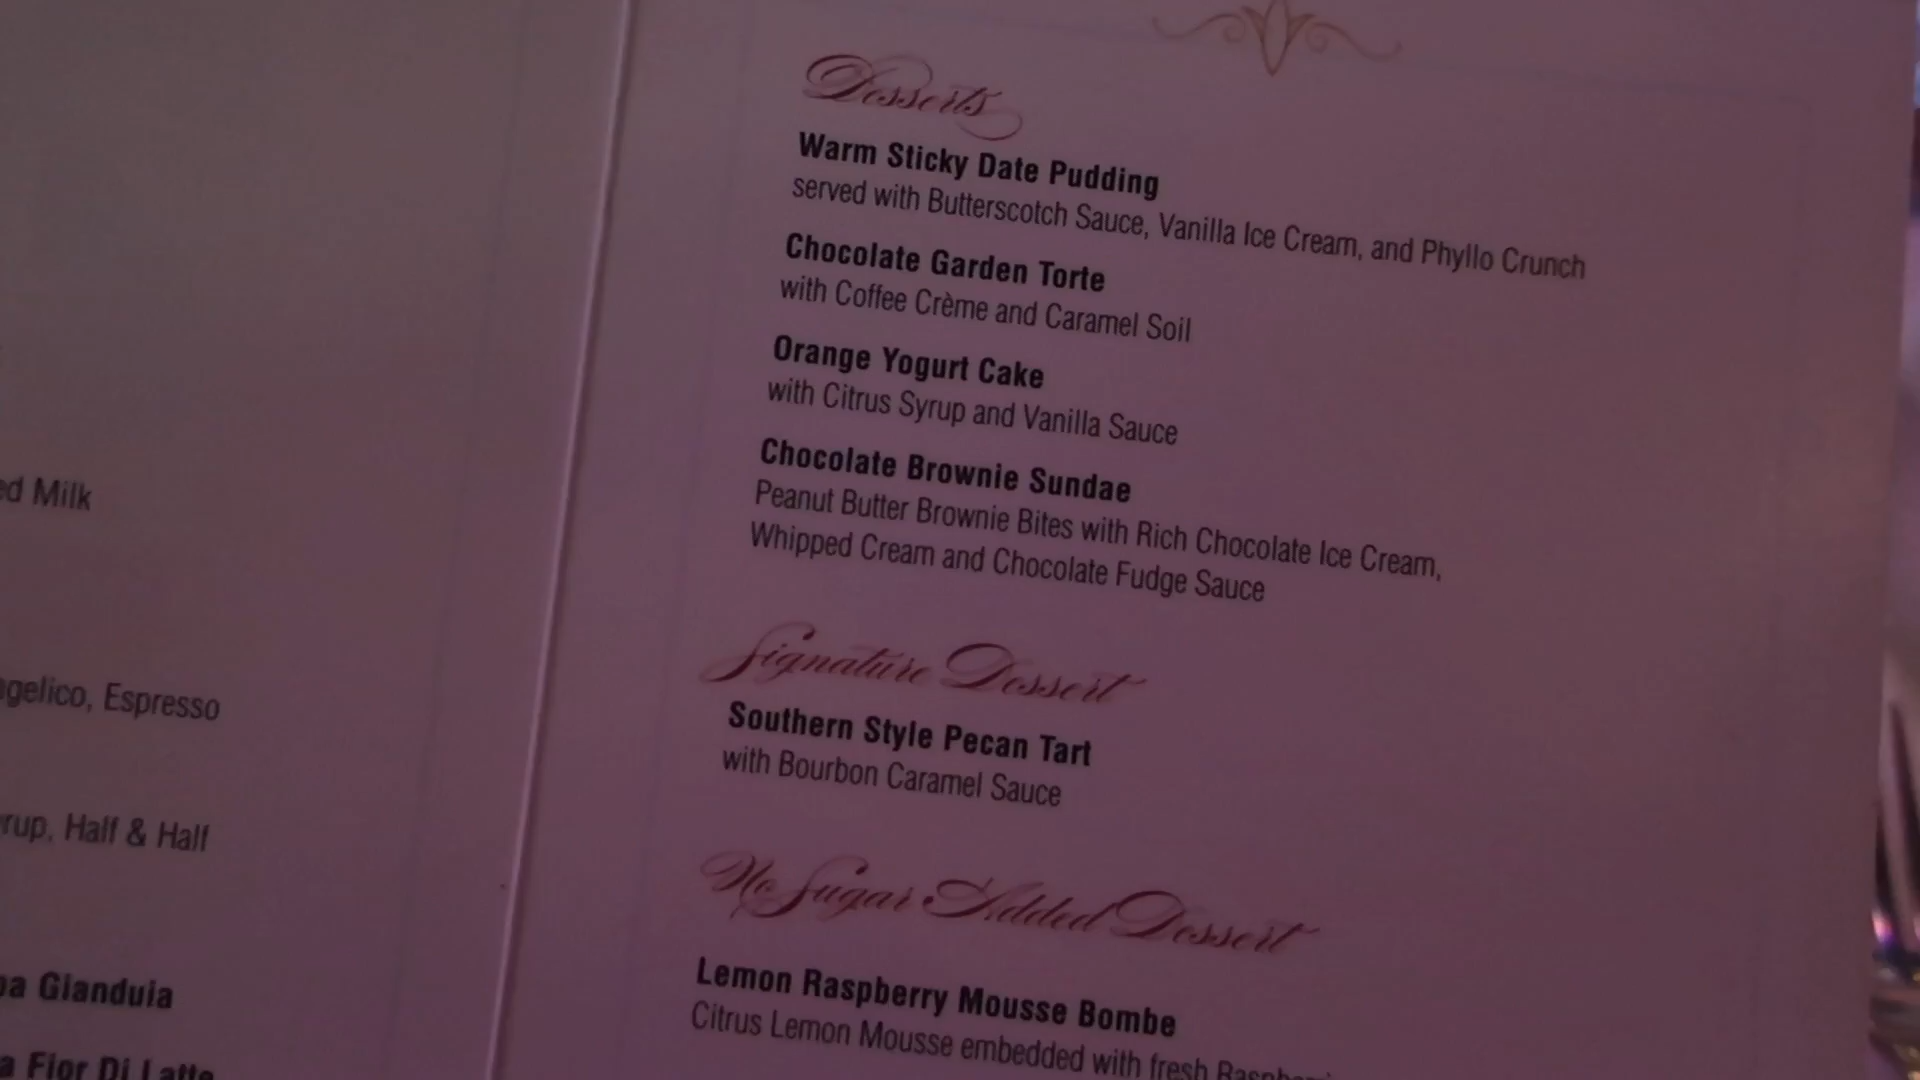 ed Milk
gelico, Espresso
rup, Half & Half
a Gianduia
a Fior Di Latte
Desserts
Warm Sticky Date Pudding
served with Butterscotch Sauce, Vanilla Ice Cream, and Phyllo Crunch
Chocolate Garden Torte
with Coffee Crème and Caramel Soil
Orange Yogurt Cake
with Citrus Syrup and Vanilla Sauce
Chocolate Brownie Sundae
Peanut Butter Brownie Bites with Rich Chocolate Ice Cream,
Whipped Cream and Chocolate Fudge Sauce
Signature Dessert
Southern Style Pecan Tart
with Bourbon Caramel Sauce
No Sugar Added Dessert
Lemon Raspberry Mousse Bombe
Citrus Lemon Mousse embedded with fresh